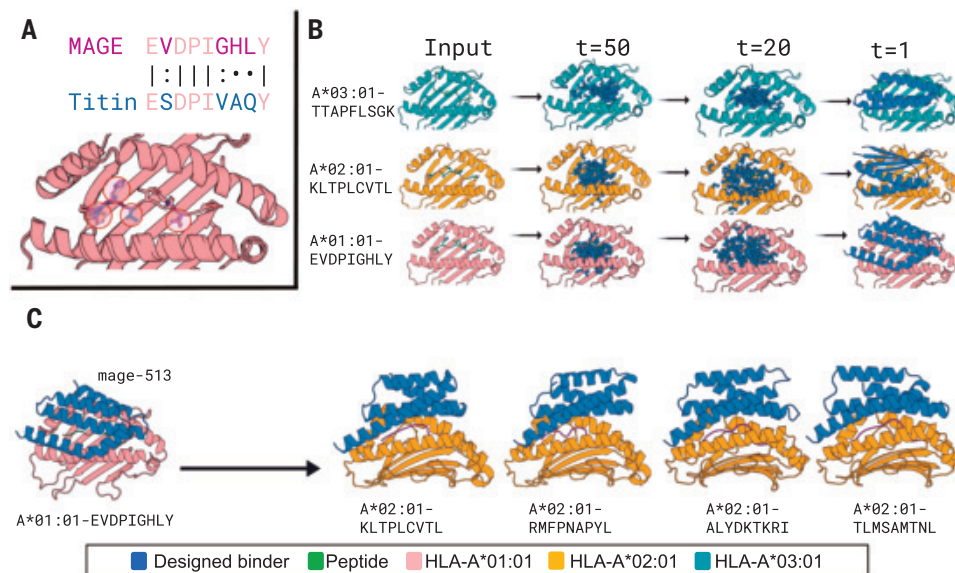 A
MAGE EVDPIGHLY
|:|||:••|
Titin ESDPIVAQY
B
Input t=50 t=20 t=1
A*03:01-
TTAPFLSGK
A*02:01-
KLTPLCVTL
A*01:01-
EVDPIGHLY
C
mage-513
A*01:01-EVDPIGHLY
A*02:01-
KLTPLCVTL
A*02:01-
RMFPNAPYL
A*02:01-
ALYDKTKRI
A*02:01-
TLMSAMTNL
Designed binder Peptide HLA-A*01:01 HLA-A*02:01 HLA-A*03:01